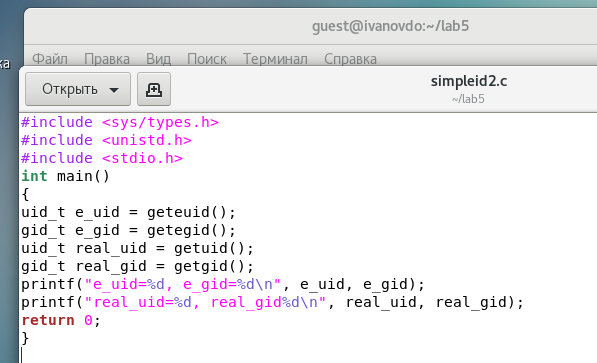 guest@ivanovdo:~/lab5
Файл Правка Вид Поиск Терминал Справка
ка
Открыть
simpleid2.c
~/lab5
#include <sys/types.h>
#include <unistd.h>
#include <stdio.h>
int main()
{
uid_t e_uid = geteuid();
gid_t e_gid = getegid();
uid_t real_uid = getuid();
gid_t real_gid = getgid();
printf("e_uid=%d, e_gid=%d\n", e_uid, e_gid);
printf("real_uid=%d, real_gid%d\n", real_uid, real_gid);
return 0;
}